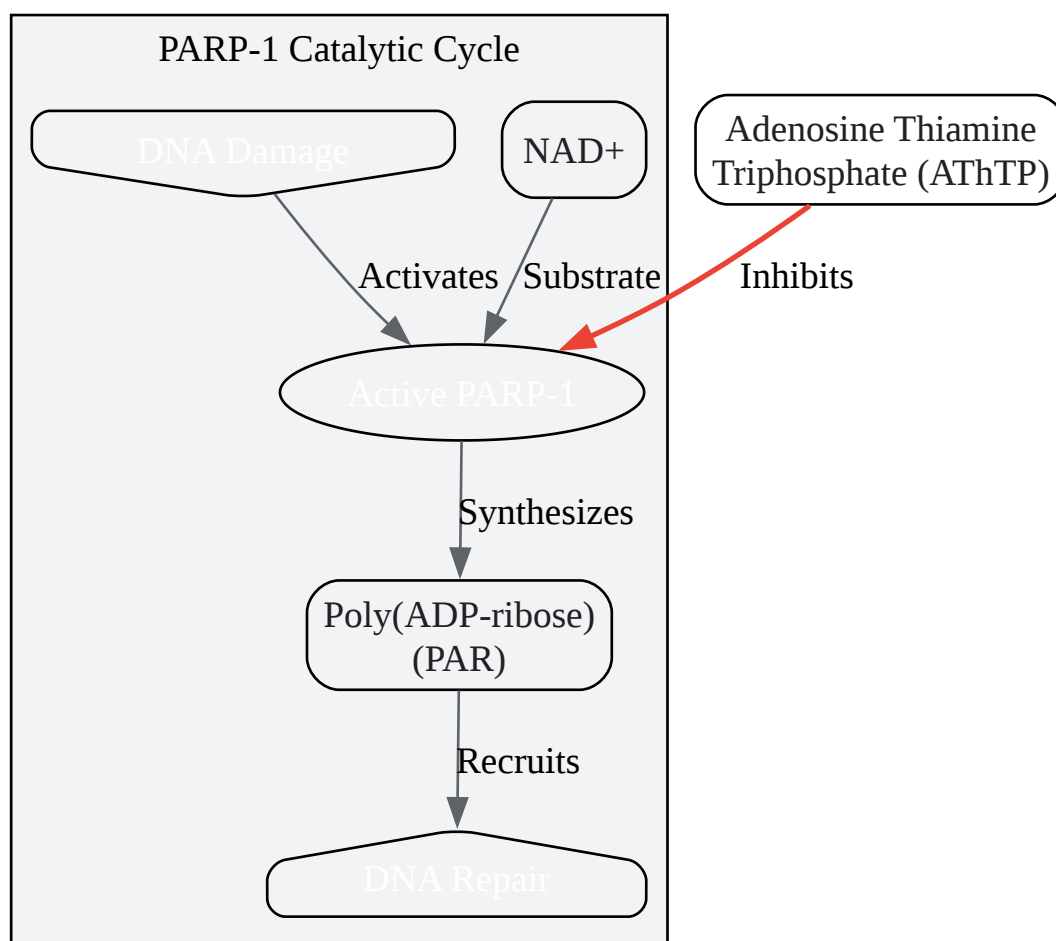 PARP-1 Catalytic Cycle
DNA Damage
NAD+
Adenosine Thiamine
Triphosphate (AThTP)
Activates
Substrate
Inhibits
Active PARP-1
Synthesizes
Poly(ADP-ribose)
(PAR)
Recruits
DNA Repair